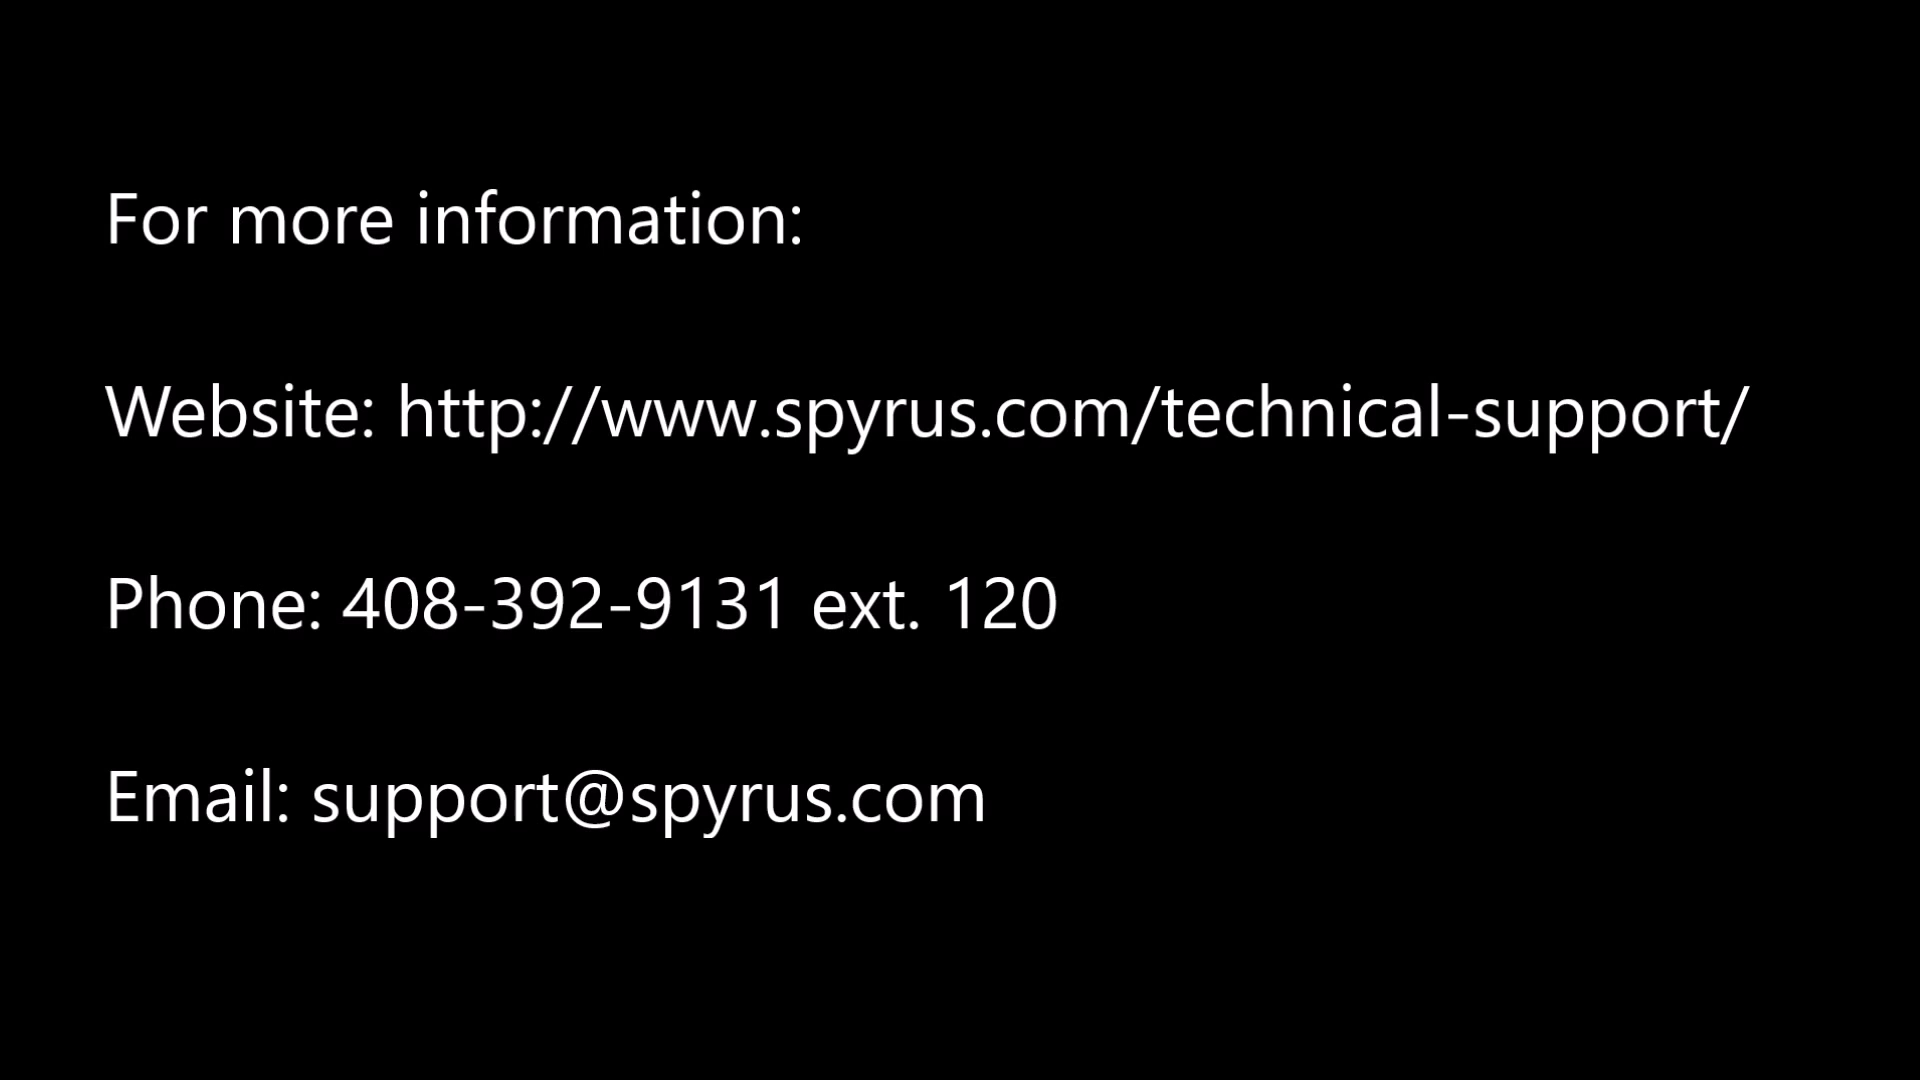 For more information:
Website: http://www.spyrus.com/technical-support/
Phone: 408-392-9131 ext. 120
Email: support@spyrus.com